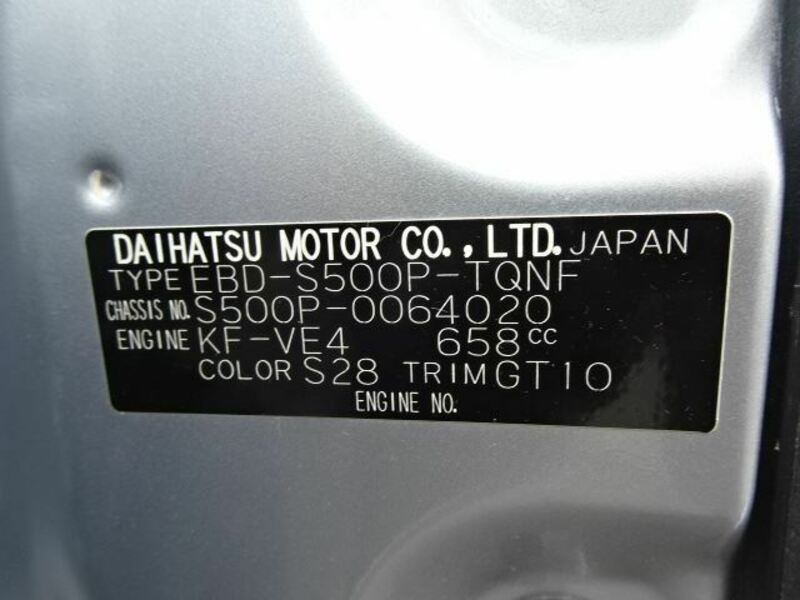 DAIHATSU MOTOR CO., LTD. JAPAN
TYPE EBD-S500P-TQNF
CHASSIS NO. S500P-0064020
ENGINE KF-VE4 658cc
COLOR S28 TRIM GT10
ENGINE NO.